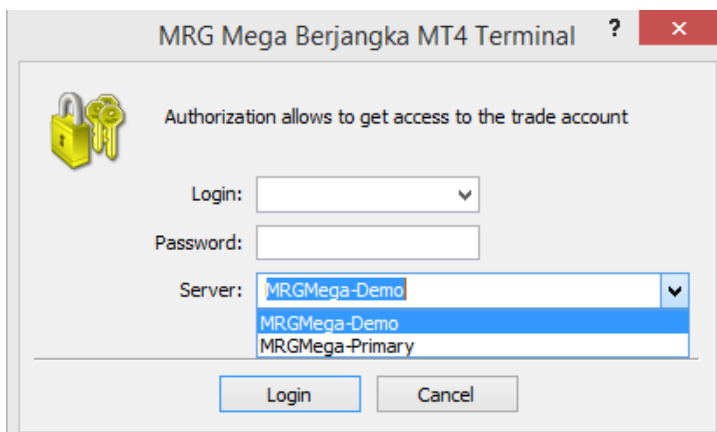 MRG Mega Berjangka MT4 Terminal ?
Authorization allows to get access to the trade account
Login:
Password:
Server: MRGMega-Demo
MRGMega-Demo
MRGMega-Primary
Login Cancel